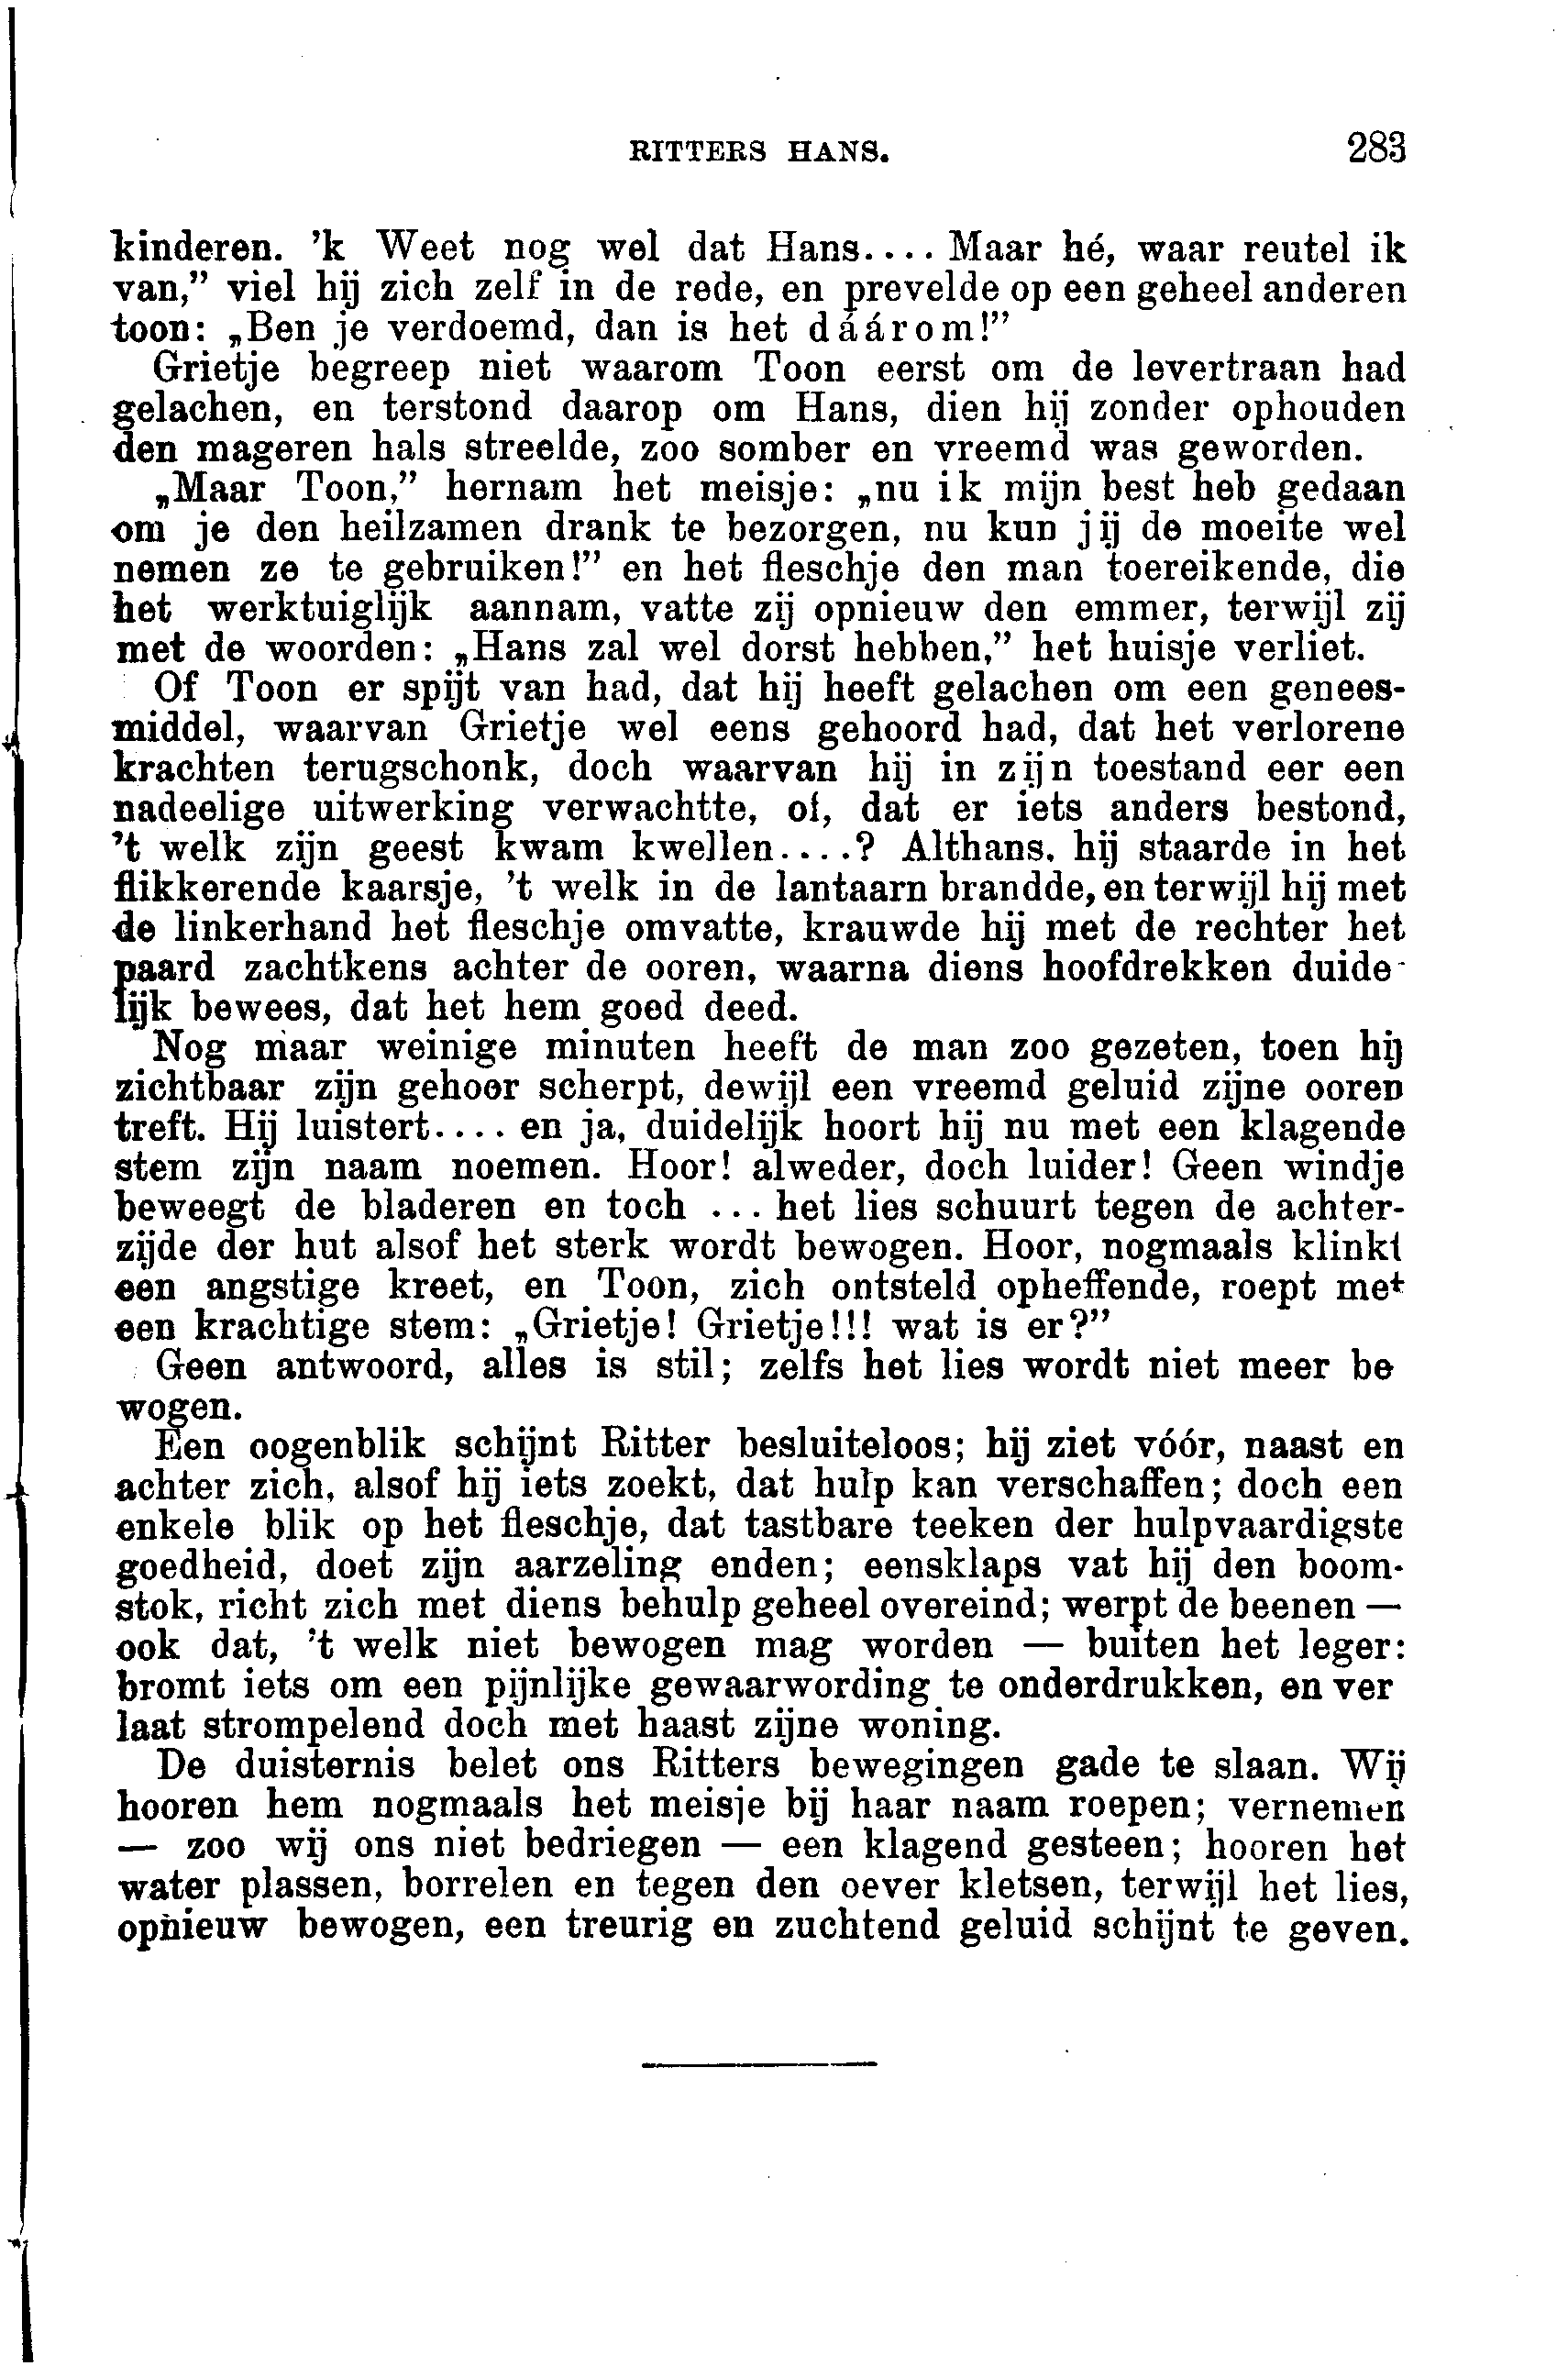 RITTERS HANS. 283
kinderen. ’k Weet nog wel dat Hans.... Maar hé, waar reutel ik
van,” viel hij zich zelf in de rede, en prevelde op een geheel anderen
toon: „Ben je verdoemd, dan is het dáárom!”
Grietje begreep niet waarom Toon eerst om de levertraan had
gelachen, en terstond daarop om Hans, dien hij zonder ophouden
den mageren hals streelde, zoo somber en vreemd was geworden.
„Maar Toon,” hernam het meisje: „nu ik mijn best heb gedaan
om je den heilzamen drank te bezorgen, nu kun jij de moeite wel
nemen ze te gebruiken!” en het fleschje den man toereikende, die
het werktuiglijk aannam, vatte zij opnieuw den emmer, terwijl zij
met de woorden: „Hans zal wel dorst hebben,” het huisje verliet.
Of Toon er spijt van had, dat hij heeft gelachen om een genees-
middel, waarvan Grietje wel eens gehoord had, dat het verlorene
krachten terugschonk, doch waarvan hij in zijn toestand eer een
nadeelige uitwerking verwachtte, of, dat er iets anders bestond,
’t welk zijn geest kwam kwellen....? Althans. hij staarde in het
flikkerende kaarsje, ’t welk in de lantaarn brandde, en terwijl hij met
de linkerhand het fleschje omvatte, krauwde hij met de rechter het
paard zachtkens achter de ooren, waarna diens hoofdrekken duide-
lijk bewees, dat het hem goed deed.
Nog maar weinige minuten heeft de man zoo gezeten, toen hij
zichtbaar zijn gehoor scherpt, dewijl een vreemd geluid zijne ooren
treft. Hij luistert.... en ja, duidelijk hoort hij nu met een klagende
stem zijn naam noemen. Hoor! alweder, doch luider! Geen windje
beweegt de bladeren en toch ... het lies schuurt tegen de achter-
zijde der hut alsof het sterk wordt bewogen. Hoor, nogmaals klinkt
een angstige kreet, en Toon, zich ontsteld opheffende, roept met
een krachtige stem: „Grietje! Grietje!!! wat is er?”
Geen antwoord, alles is stil; zelfs het lies wordt niet meer be
wogen.
Een oogenblik schijnt Ritter besluiteloos; hij ziet vóór, naast en
achter zich, alsof hij iets zoekt, dat hulp kan verschaffen; doch een
enkele blik op het fleschje, dat tastbare teeken der hulpvaardigste
goedheid, doet zijn aarzeling enden; eensklaps vat hij den boom-
stok, richt zich met diens behulp geheel overeind; werpt de beenen —
ook dat, ’t welk niet bewogen mag worden — buiten het leger:
bromt iets om een pijnlijke gewaarwording te onderdrukken, en ver
laat strompelend doch met haast zijne woning.
De duisternis belet ons Ritters bewegingen gade te slaan. Wij
hooren hem nogmaals het meisje bij haar naam roepen; vernemen
— zoo wij ons niet bedriegen — een klagend gesteen; hooren het
water plassen, borrelen en tegen den oever kletsen, terwijl het lies,
opnieuw bewogen, een treurig en zuchtend geluid schijnt te geven.